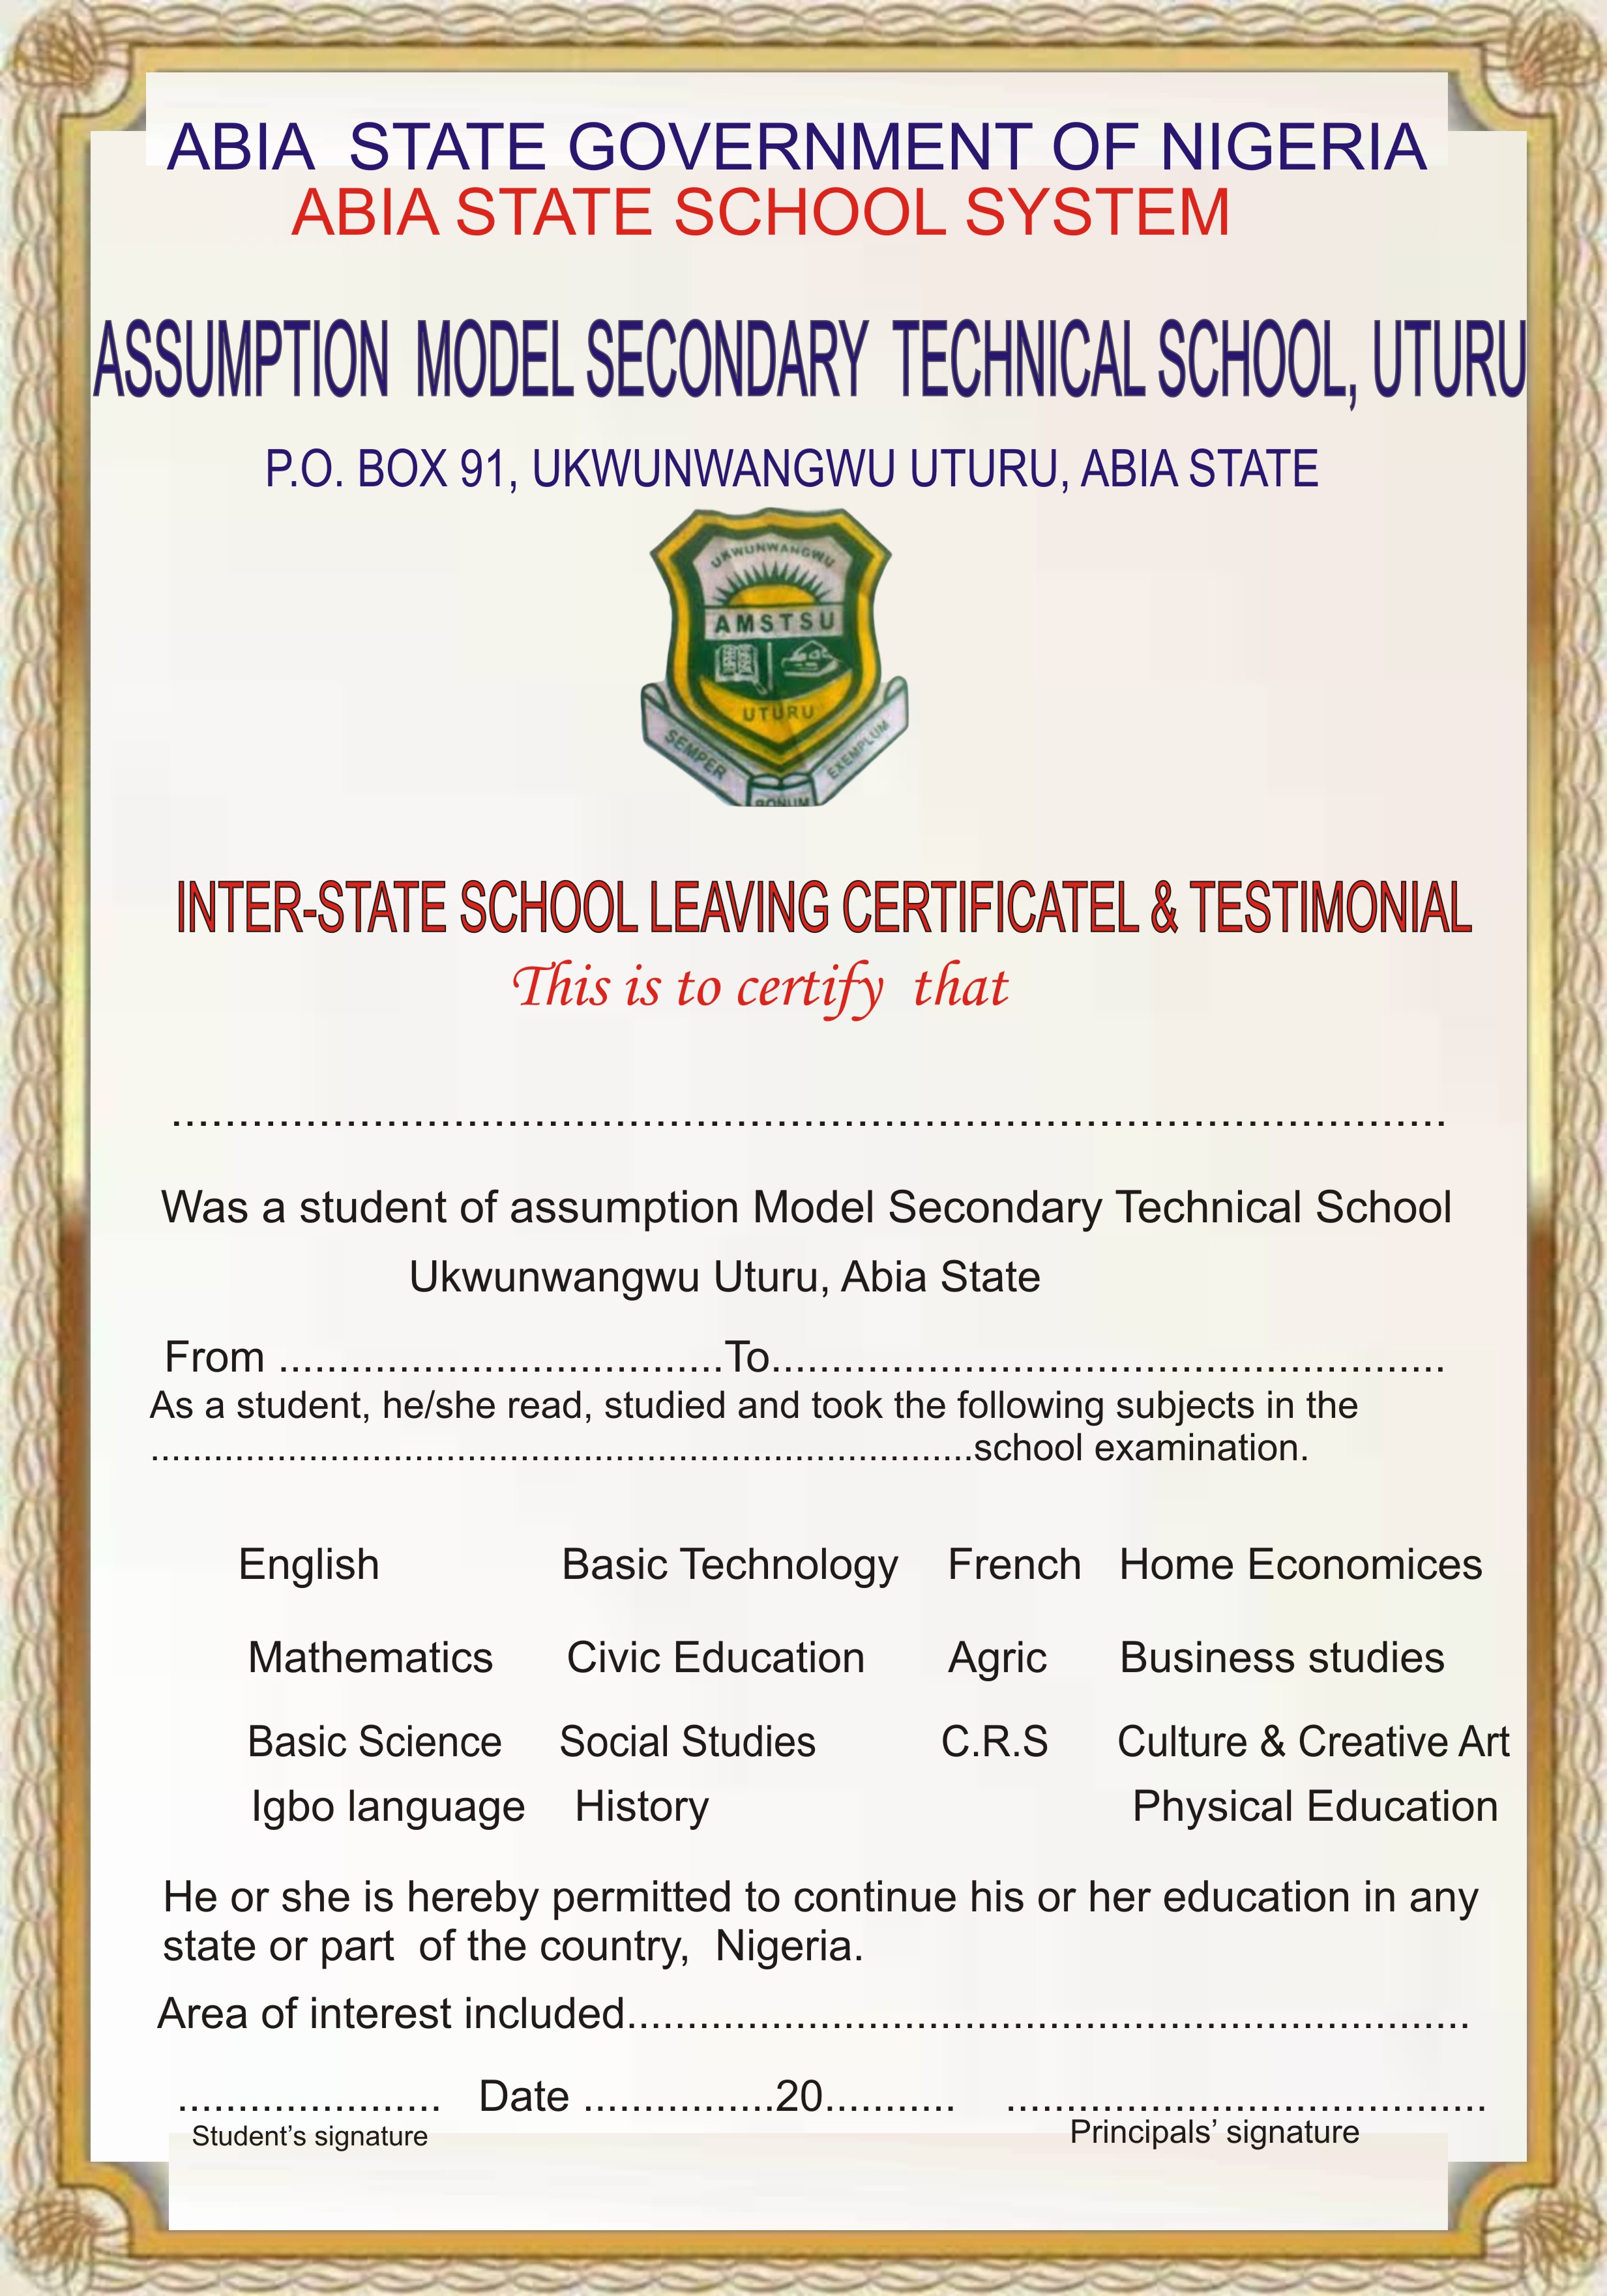 ABIA STATE GOVERNMENT OF NIGERIA
ABIA STATE SCHOOL SYSTEM
ASSUMPTION MODEL SECONDARY TECHNICAL SCHOOL, UTURU
P.O. BOX 91, UKWUNWANGWU UTURU, ABIA STATE
UKWUNWANGWU
AMSTSU
UTURU
SEMPER BONUM EXEMPLUM
INTER-STATE SCHOOL LEAVING CERTIFICATEL & TESTIMONIAL
This is to certify that
................................................................................................
Was a student of assumption Model Secondary Technical School
Ukwunwangwu Uturu, Abia State
From .....................................To........................................................
As a student, he/she read, studied and took the following subjects in the
..............................................................................school examination.
English Basic Technology French Home Economices
Mathematics Civic Education Agric Business studies
Basic Science Social Studies C.R.S Culture & Creative Art
Igbo language History Physical Education
He or she is hereby permitted to continue his or her education in any
state or part of the country, Nigeria.
Area of interest included......................................................................
...................... Date ................20........... ........................................
Student’s signature Principals’ signature